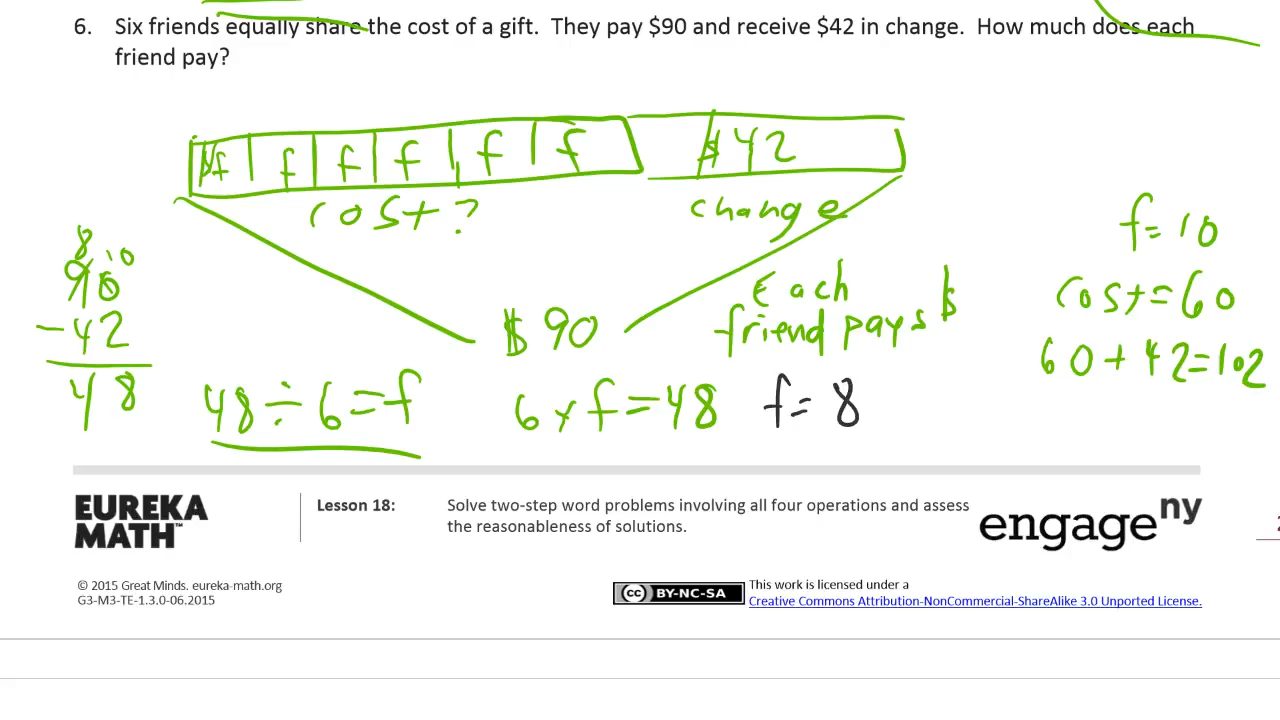 6. Six friends equally share the cost of a gift. They pay $90 and receive $42 in change. How much does each
friend pay?
f f f f f f $42
cost? change
8 10
90
- 42
48
$90
Each
friend pays $
f = 10
cost = 60
60 + 42 = 102
48 ÷ 6 = f 6 × f = 48 f = 8
EUREKA
MATH™
Lesson 18: Solve two-step word problems involving all four operations and assess
the reasonableness of solutions.
engage ny
© 2015 Great Minds. eureka-math.org
G3-M3-TE-1.3.0-06.2015
cc BY-NC-SA
This work is licensed under a
Creative Commons Attribution-NonCommercial-ShareAlike 3.0 Unported License.